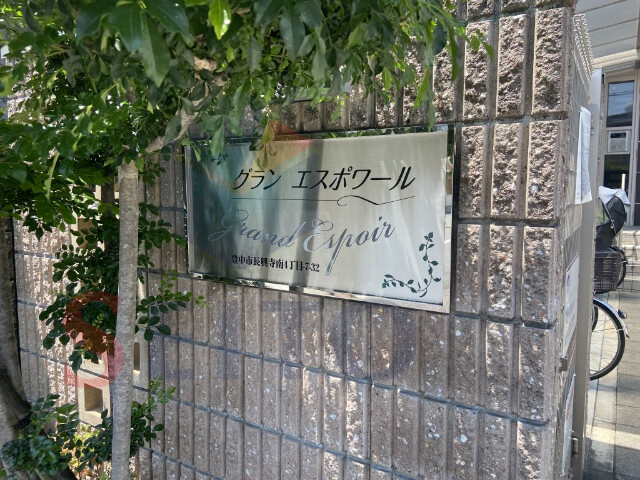 グラン エスポワール
Grand Espoir
豊中市長興寺南4丁目-7-32